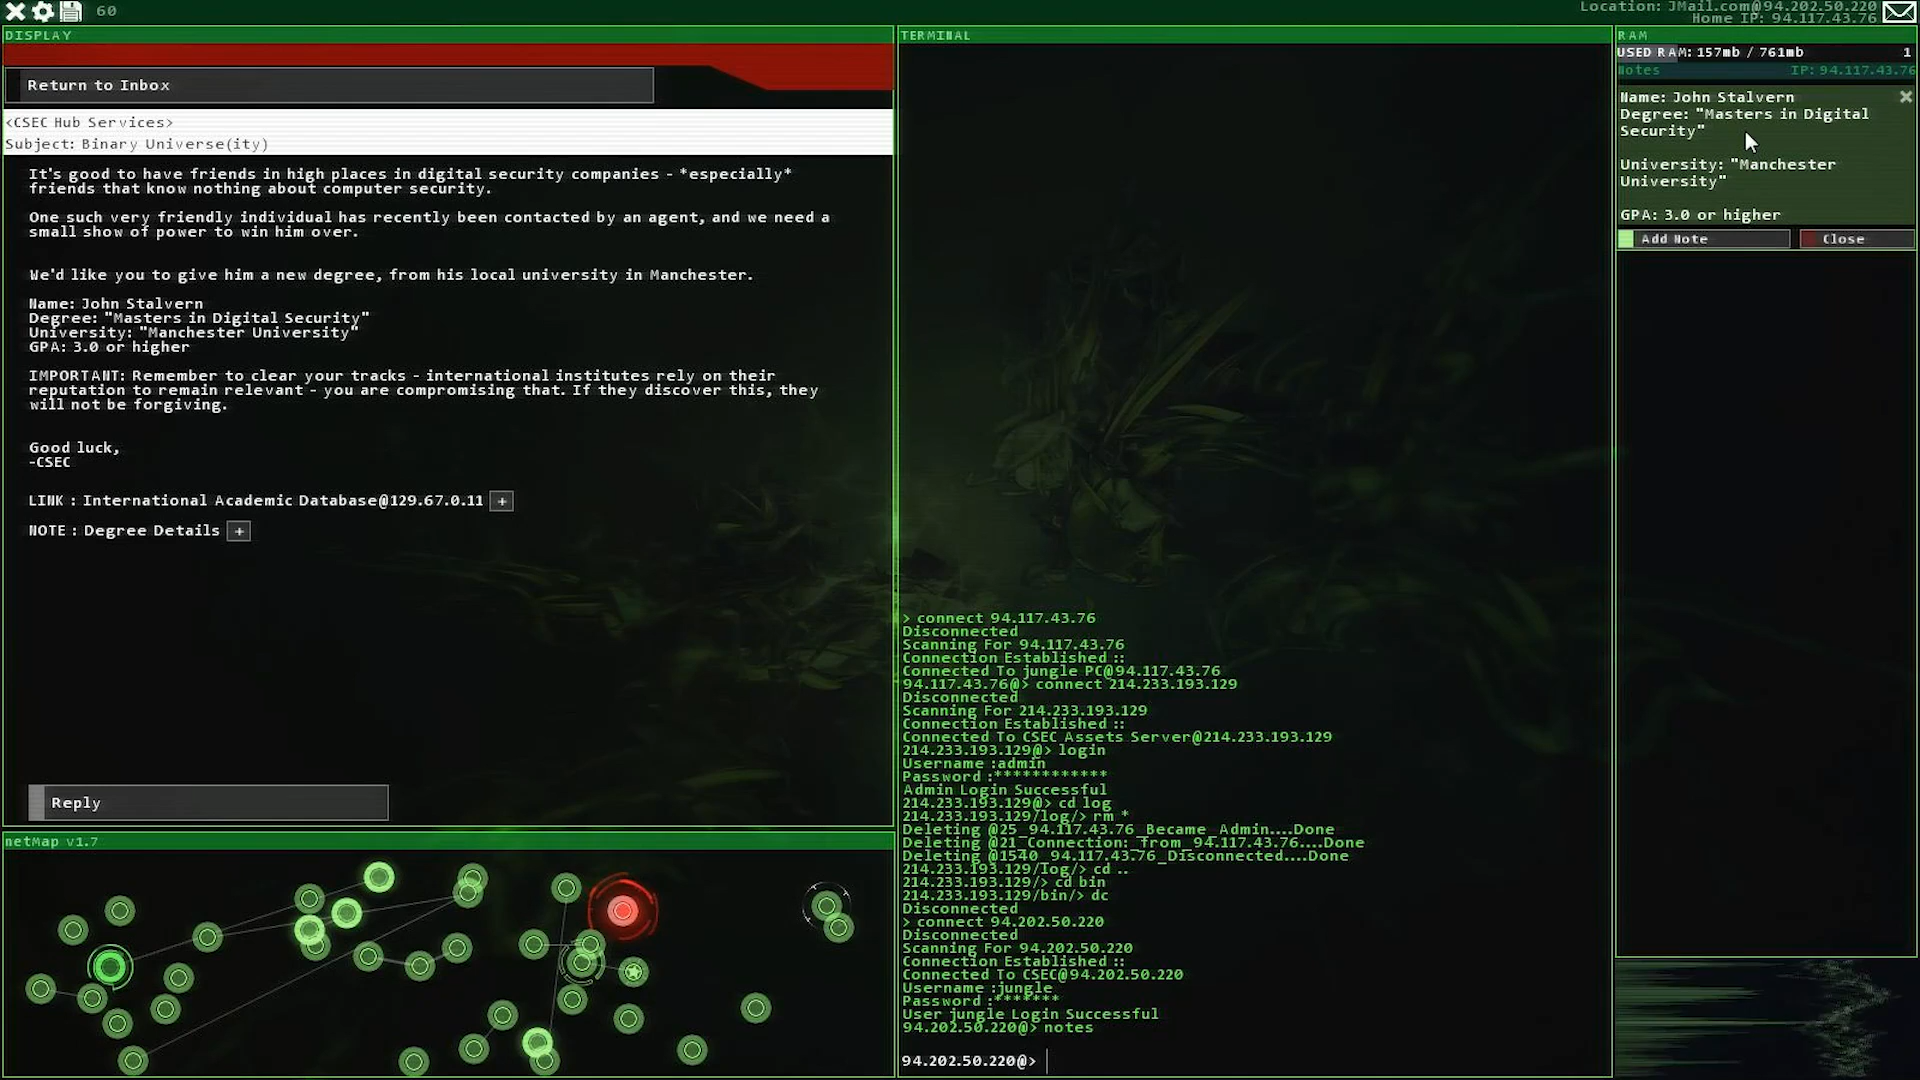 60
Location: JMail.com@94.202.50.220
Home IP: 94.117.43.76
DISPLAY
Return to Inbox
<CSEC Hub Services>
Subject: Binary Universe(ity)
It's good to have friends in high places in digital security companies - *especially*
friends that know nothing about computer security.
One such very friendly individual has recently been contacted by an agent, and we need a
small show of power to win him over.
We'd like you to give him a new degree, from his local university in Manchester.
Name: John Stalvern
Degree: "Masters in Digital Security"
University: "Manchester University"
GPA: 3.0 or higher
IMPORTANT: Remember to clear your tracks - international institutes rely on their
reputation to remain relevant - you are compromising that. If they discover this, they
will not be forgiving.
Good luck,
-CSEC
LINK : International Academic Database@129.67.0.11 +
NOTE : Degree Details +
Reply
netMap v1.7
TERMINAL
> connect 94.117.43.76
Disconnected
Scanning For 94.117.43.76
Connection Established ::
Connected To jungle PC@94.117.43.76
94.117.43.76@> connect 214.233.193.129
Disconnected
Scanning For 214.233.193.129
Connection Established ::
Connected To CSEC Assets Server@214.233.193.129
214.233.193.129@> login
Username :admin
Password :************
Admin Login Successful
214.233.193.129@> cd log
214.233.193.129/log/> rm *
Deleting @25_94.117.43.76_Became_Admin....Done
Deleting @21_Connection:_from_94.117.43.76....Done
Deleting @1540_94.117.43.76_Disconnected....Done
214.233.193.129/log/> cd ..
214.233.193.129/> cd bin
214.233.193.129/bin/> dc
Disconnected
> connect 94.202.50.220
Disconnected
Scanning For 94.202.50.220
Connection Established ::
Connected To CSEC@94.202.50.220
Username :jungle
Password :*******
User jungle Login Successful
94.202.50.220@> notes
94.202.50.220@>
RAM
USED RAM: 157mb / 761mb 1
Notes IP: 94.117.43.76
Name: John Stalvern
Degree: "Masters in Digital
Security"
University: "Manchester
University"
GPA: 3.0 or higher
Add Note
Close